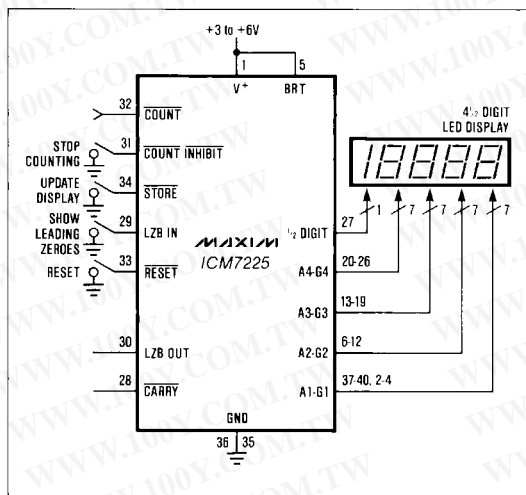 +3 to +6V
1
5
V+
BRT
32
COUNT
31
COUNT INHIBIT
STOP
COUNTING
34
STORE
UPDATE
DISPLAY
29
LZB IN
SHOW
LEADING
ZEROES
33
RESET
RESET
MAXIM
ICM7225
30
LZB OUT
28
CARRY
GND
36
35
4½ DIGIT
LED DISPLAY
18888
1
7
7
7
7
½ DIGIT
27
A4-G4
20-26
A3-G3
13-19
A2-G2
6-12
A1-G1
37-40, 2-4
WWW.100Y.COM.TW